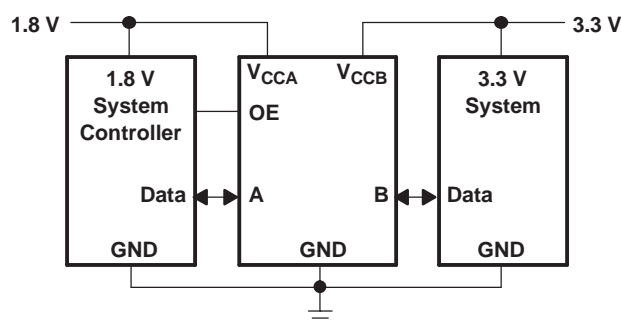 1.8 V
3.3 V
1.8 V
System
Controller
VCCA
VCCB
3.3 V
System
OE
Data
A
B
Data
GND
GND
GND